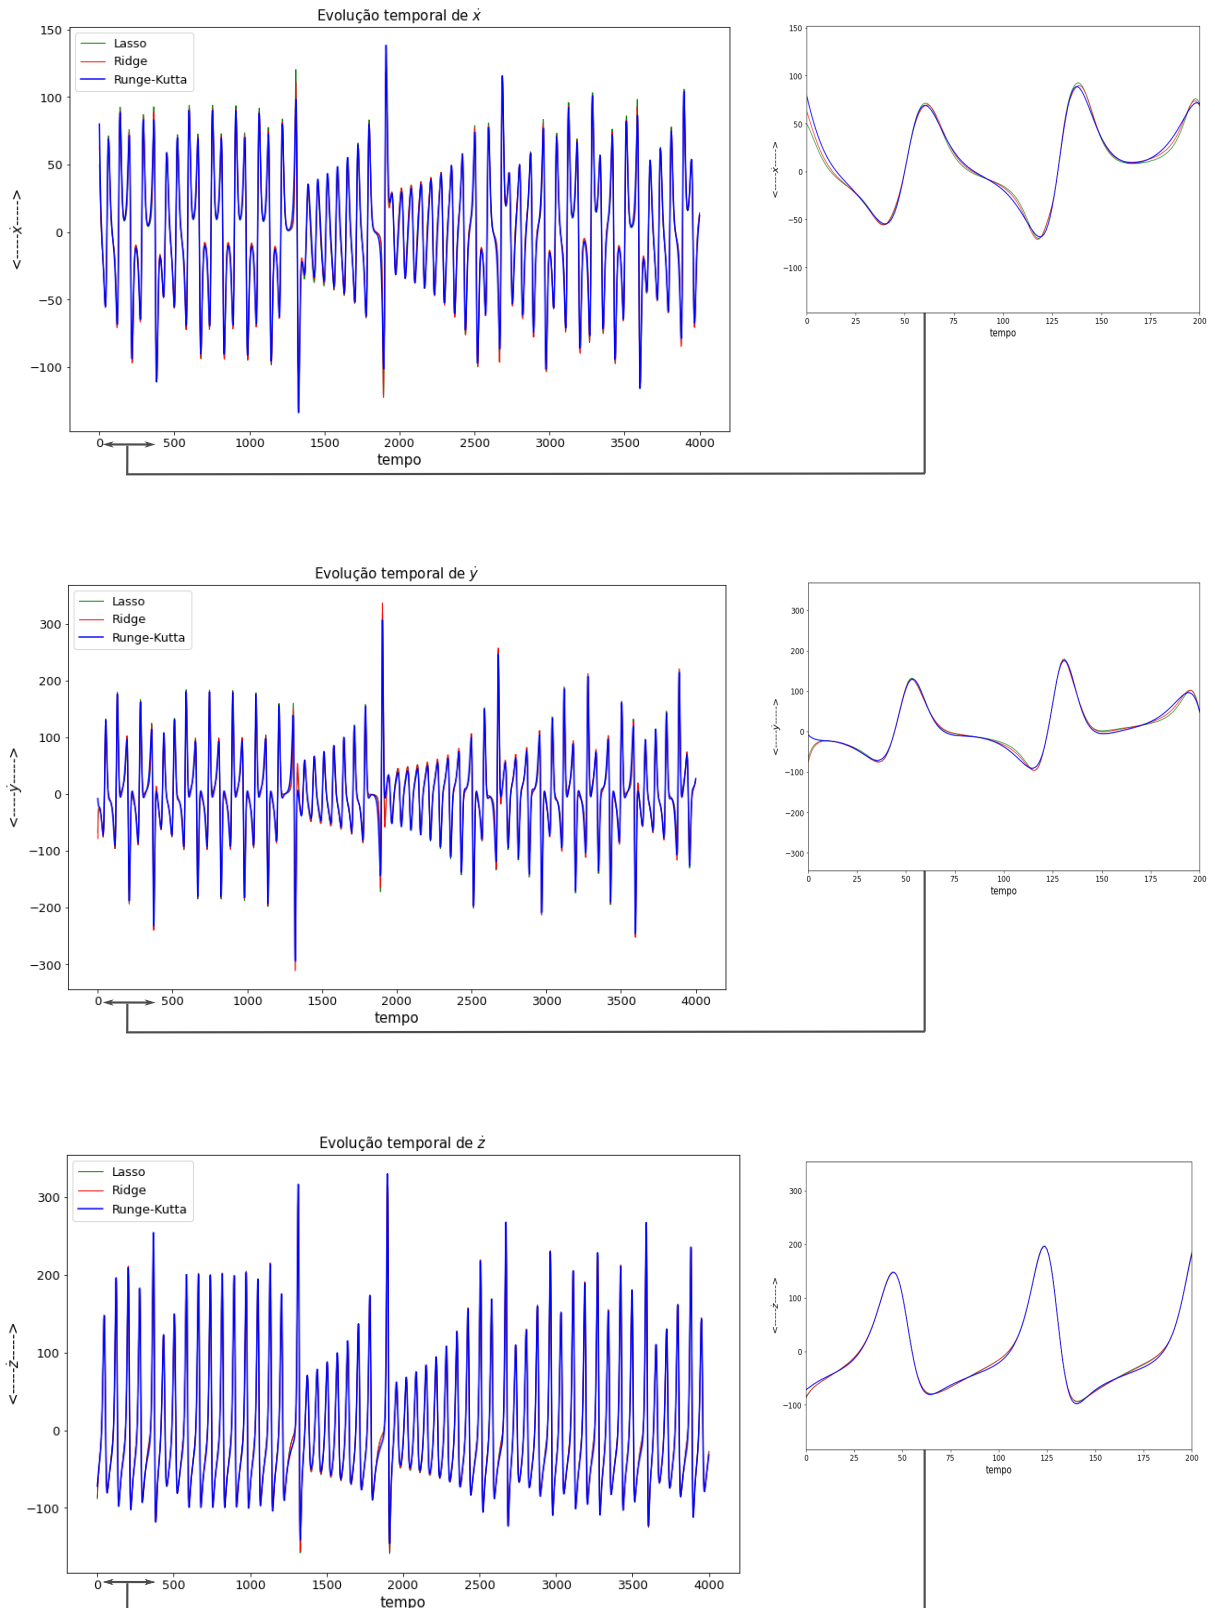 Evolução temporal de ẋ
Lasso
Ridge
Runge-Kutta
150
100
50
0
−50
−100
<-----ẋ----->
0 500 1000 1500 2000 2500 3000 3500 4000
tempo
150
100
50
0
−50
−100
<-----ẋ----->
0 25 50 75 100 125 150 175 200
tempo
Evolução temporal de ẏ
Lasso
Ridge
Runge-Kutta
300
200
100
0
−100
−200
−300
<-----ẏ----->
0 500 1000 1500 2000 2500 3000 3500 4000
tempo
300
200
100
0
−100
−200
−300
<-----ẏ----->
0 25 50 75 100 125 150 175 200
tempo
Evolução temporal de ż
Lasso
Ridge
Runge-Kutta
300
200
100
0
−100
<-----ż----->
0 500 1000 1500 2000 2500 3000 3500 4000
tempo
300
200
100
0
−100
<-----ż----->
0 25 50 75 100 125 150 175 200
tempo